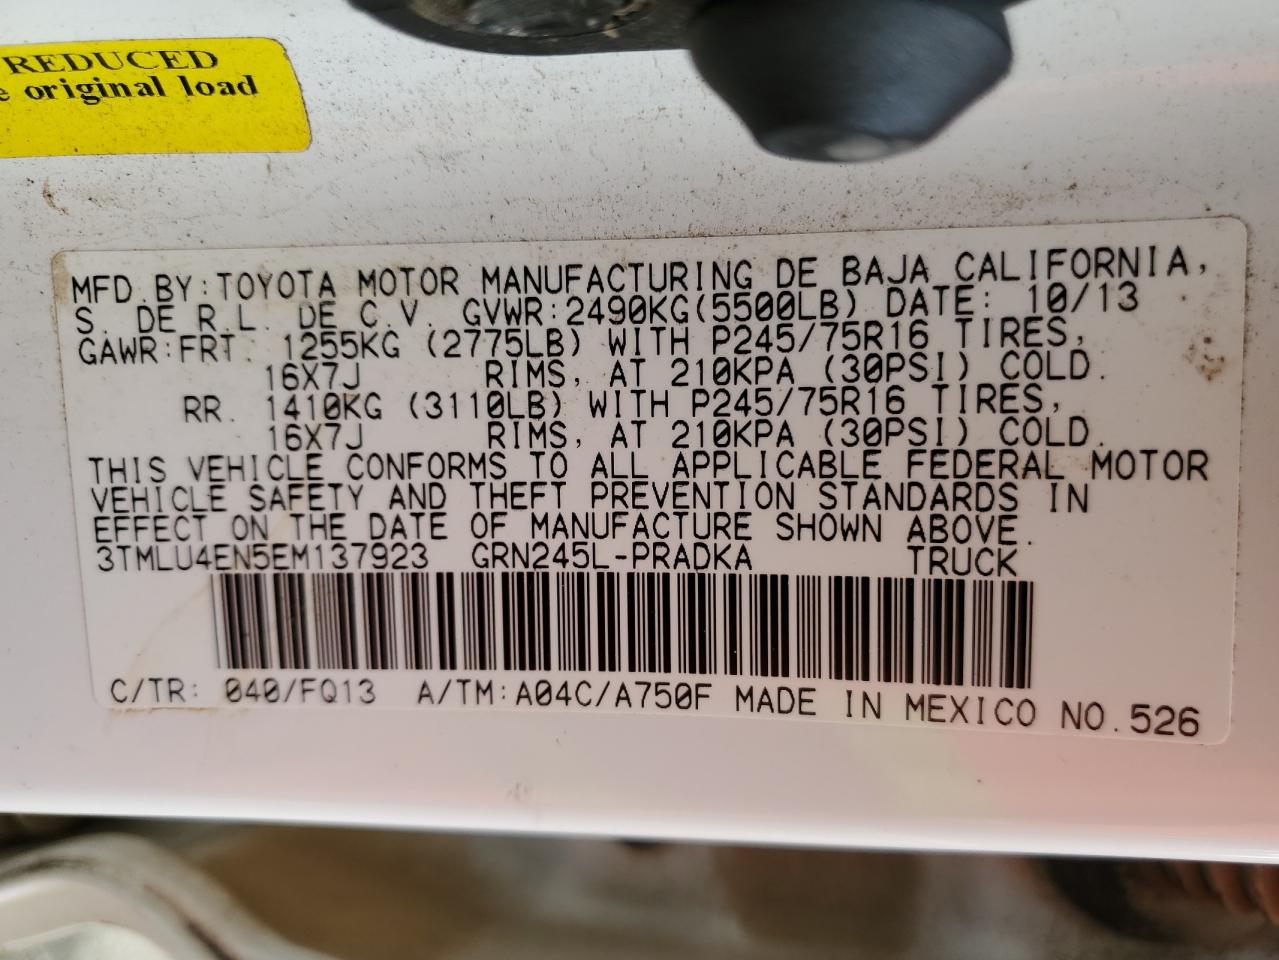 REDUCED
original load
MFD.BY:TOYOTA MOTOR MANUFACTURING DE BAJA CALIFORNIA,
S. DE R.L. DE C.V. GVWR:2490KG(5500LB) DATE: 10/13
GAWR:FRT. 1255KG (2775LB) WITH P245/75R16 TIRES,
16X7J RIMS, AT 210KPA (30PSI) COLD.
RR. 1410KG (3110LB) WITH P245/75R16 TIRES,
16X7J RIMS, AT 210KPA (30PSI) COLD.
THIS VEHICLE CONFORMS TO ALL APPLICABLE FEDERAL MOTOR
VEHICLE SAFETY AND THEFT PREVENTION STANDARDS IN
EFFECT ON THE DATE OF MANUFACTURE SHOWN ABOVE.
3TMLU4EN5EM137923 GRN245L-PRADKA TRUCK
C/TR: 040/FQ13 A/TM:A04C/A750F MADE IN MEXICO NO.526